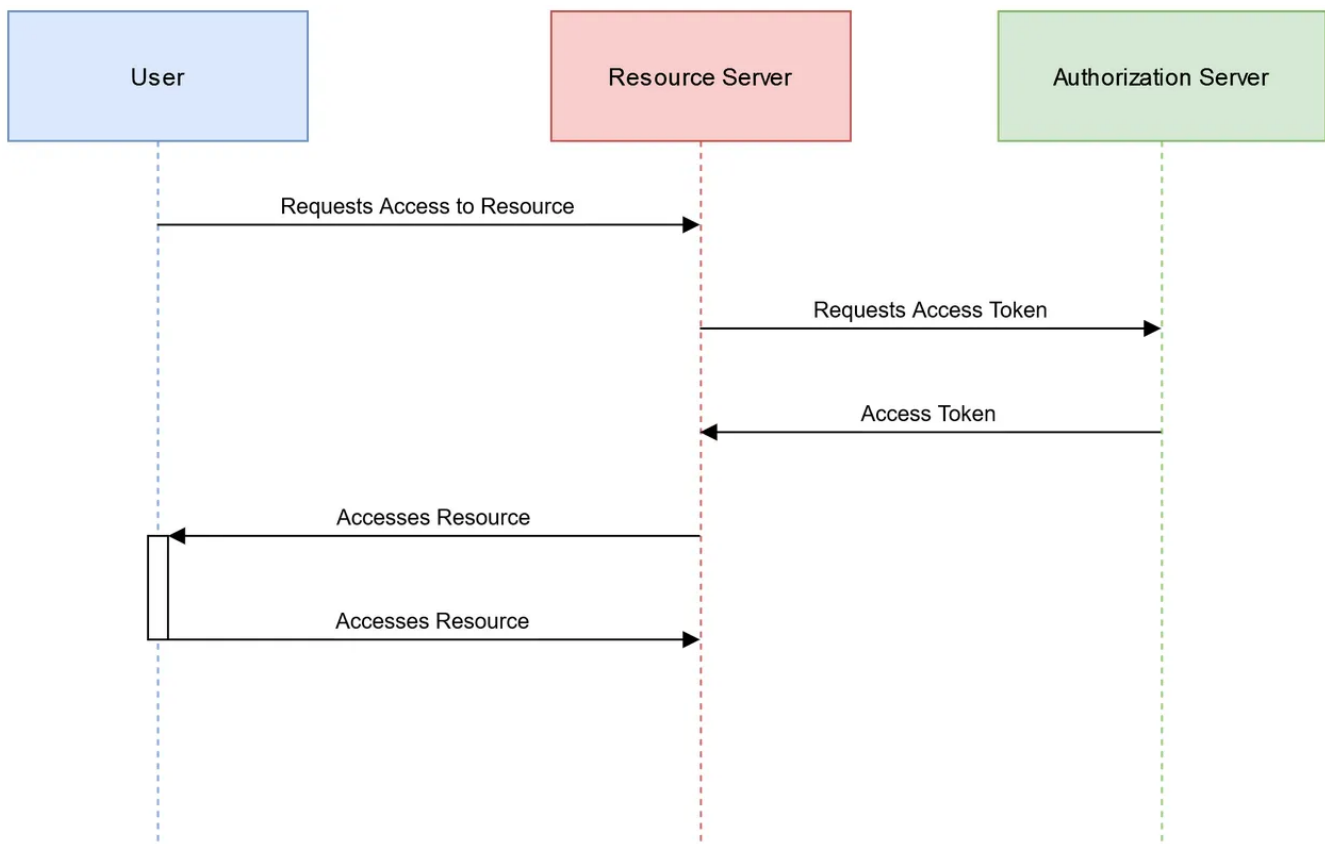 User
Resource Server
Authorization Server
Requests Access to Resource
Requests Access Token
Access Token
Accesses Resource
Accesses Resource